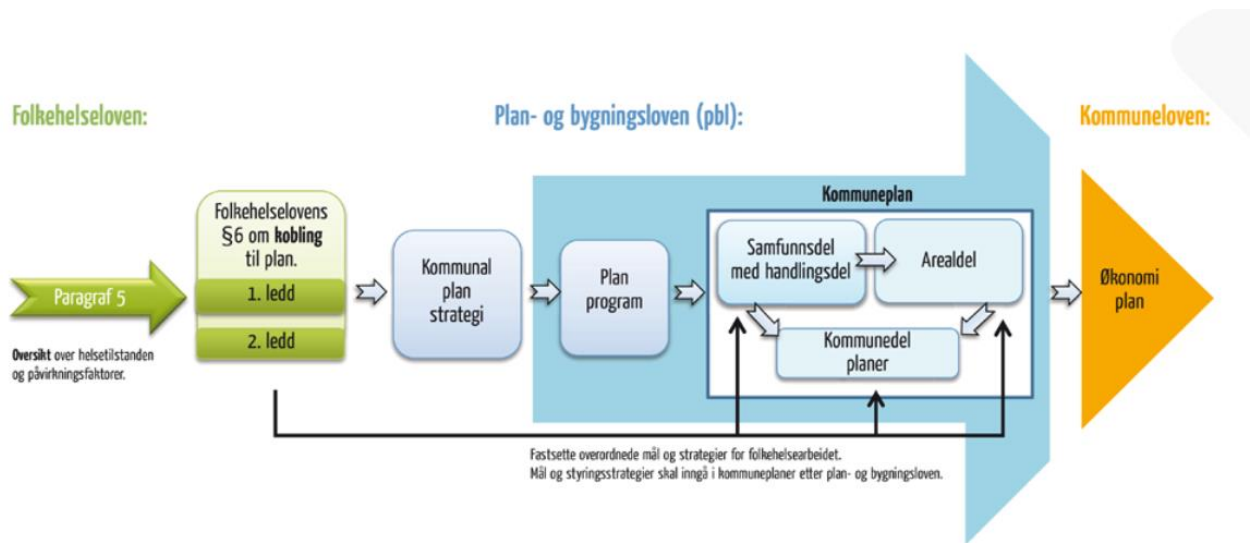 Folkehelseloven:
Plan- og bygningsloven (pbl):
Kommuneloven:
Paragraf 5
Oversikt over helsetilstanden
og påvirkningsfaktorer.
Folkehelselovens
§6 om kobling
til plan.
1. ledd
2. ledd
Kommunal
plan
strategi
Plan
program
Kommuneplan
Samfunnsdel
med handlingsdel
Arealdel
Kommunedel
planer
Økonomi
plan
Fastsette overordnede mål og strategier for folkehelsearbeidet.
Mål og styringsstrategier skal inngå i kommuneplaner etter plan- og bygningsloven.